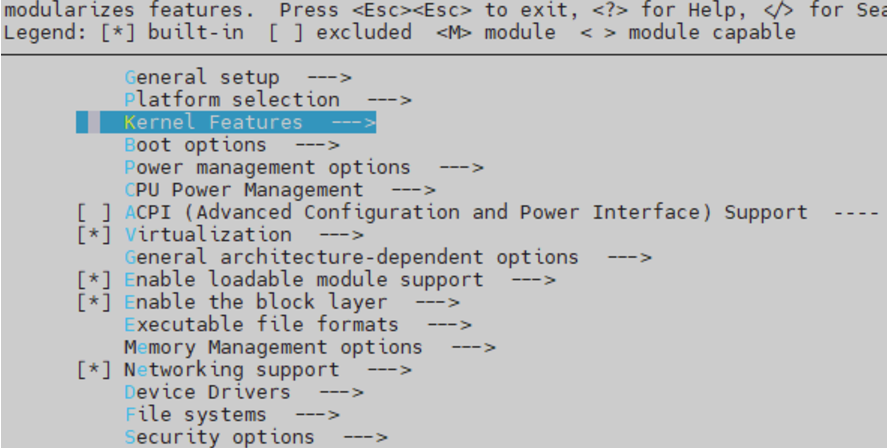 modularizes features.  Press <Esc><Esc> to exit, <?> for Help, </> for Sea
Legend: [*] built-in  [ ] excluded  <M> module  < > module capable
General setup  --->
Platform selection  --->
Kernel Features  --->
Boot options  --->
Power management options  --->
CPU Power Management  --->
[ ] ACPI (Advanced Configuration and Power Interface) Support  ----
[*] Virtualization  --->
General architecture-dependent options  --->
[*] Enable loadable module support  --->
[*] Enable the block layer  --->
Executable file formats  --->
Memory Management options  --->
[*] Networking support  --->
Device Drivers  --->
File systems  --->
Security options  --->